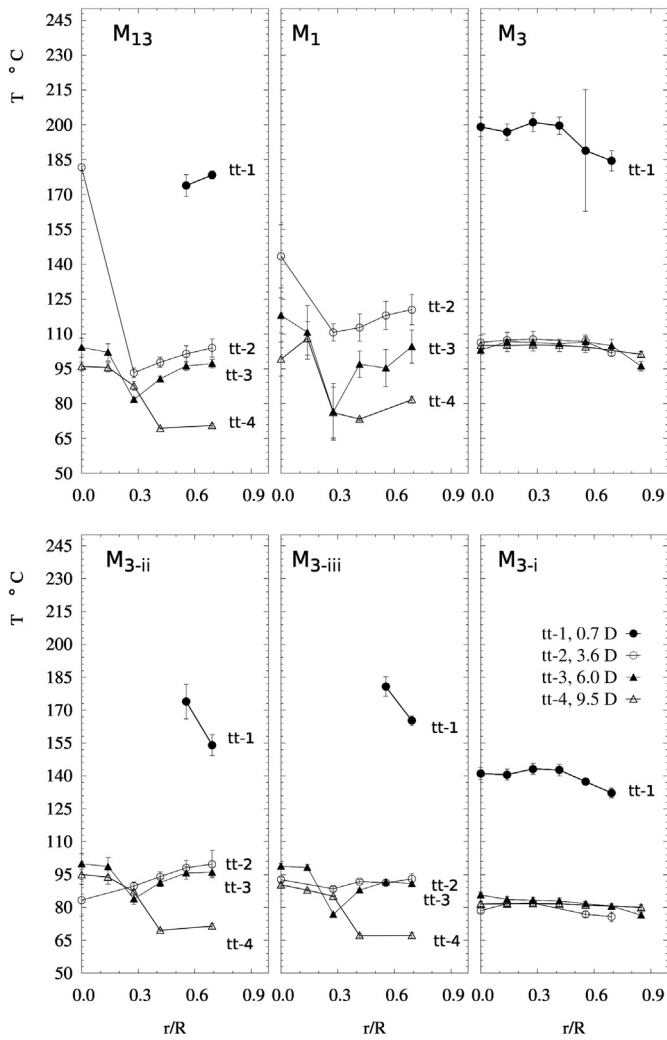 M13 M1 M3
250
245
230
215
T °C
200
185
tt-1
tt-1
170
155
140
125
tt-2
110
tt-2
tt-3
95
tt-3
80
tt-4
tt-4
65
50
0.0 0.3 0.6 0.9 0.0 0.3 0.6 0.9 0.0 0.3 0.6 0.9
M3-ii M3-iii M3-i
245
230
215
T °C
200
tt-1, 0.7 D
tt-2, 3.6 D
185
tt-3, 6.0 D
tt-4, 9.5 D
170
tt-1
tt-1
155
140
tt-1
125
110
tt-2 tt-2
95
tt-3 tt-3
80
tt-4 tt-4
65
50
0.0 0.3 0.6 0.9 0.0 0.3 0.6 0.9 0.0 0.3 0.6 0.9
r/R r/R r/R